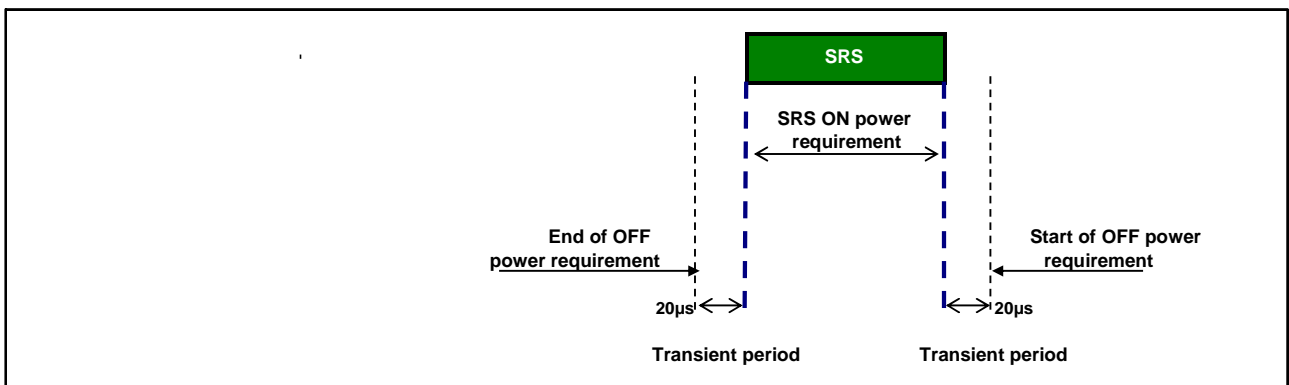 SRS
SRS ON power
requirement
End of OFF
power requirement
Start of OFF power
requirement
20µs
20µs
Transient period
Transient period